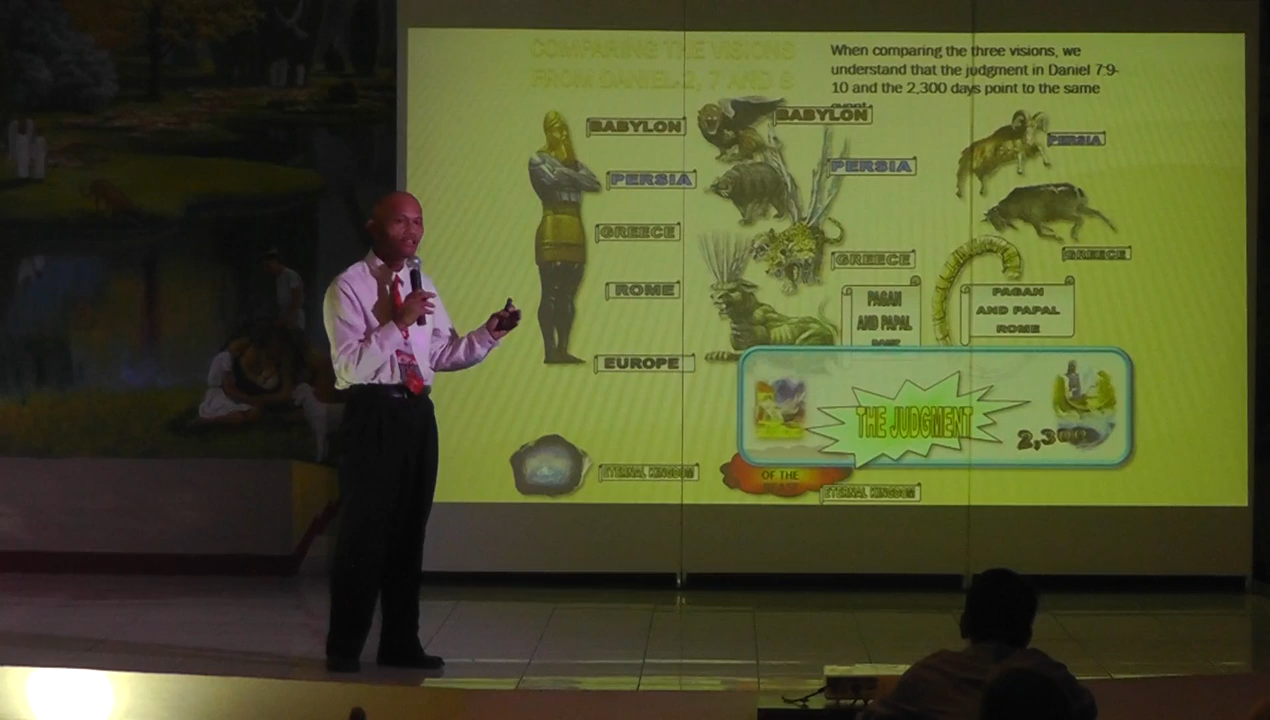 COMPARING THE VISIONS
FROM DANIEL 2, 7 AND 8
When comparing the three visions, we
understand that the judgment in Daniel 7:9-
10 and the 2,300 days point to the same
BABYLON
PERSIA
GREECE
ROME
EUROPE
ETERNAL KINGDOM
BABYLON
PERSIA
GREECE
PAGAN
AND PAPAL
THE JUDGMENT
OF THE
ETERNAL KINGDOM
PERSIA
GREECE
PAGAN
AND PAPAL
ROME
2,300